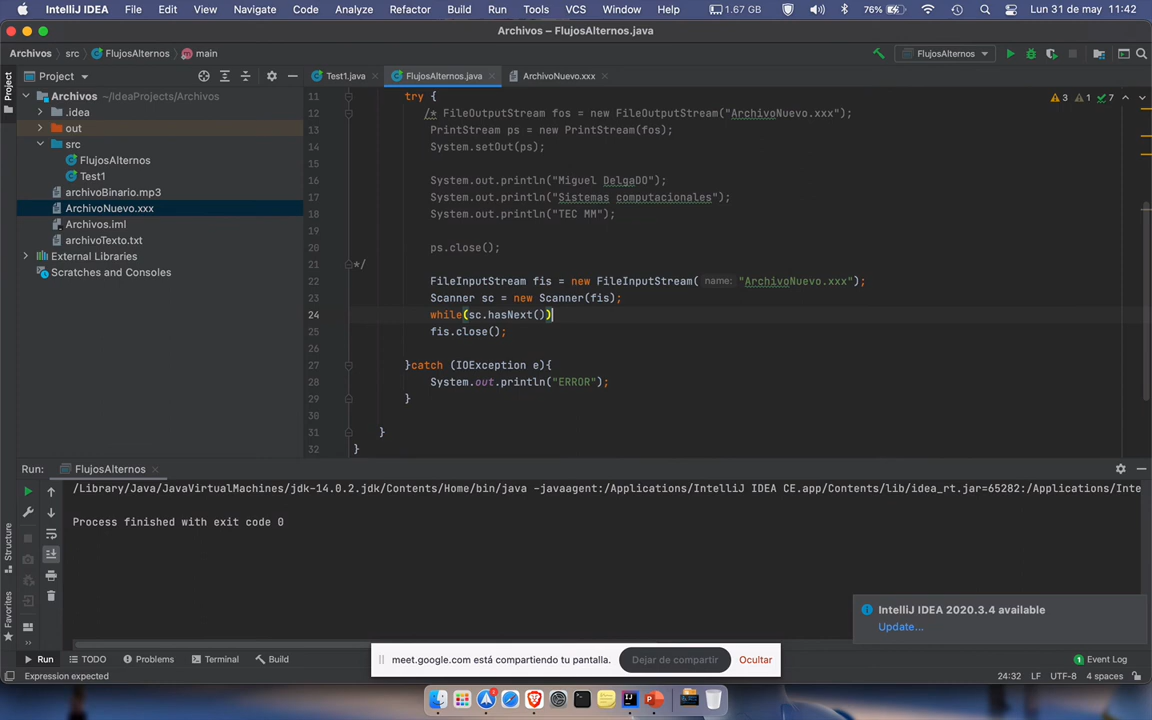 IntelliJ IDEA File Edit View Navigate Code Analyze Refactor Build Run Tools VCS Window Help 1.67 GB 76% Lun 31 de may 11:42
Archivos – FlujosAlternos.java
Archivos src FlujosAlternos main FlujosAlternos
Project Test1.java FlujosAlternos.java ArchivoNuevo.xxx
Project
Archivos ~/IdeaProjects/Archivos
.idea
out
src
FlujosAlternos
Test1
archivoBinario.mp3
ArchivoNuevo.xxx
Archivos.iml
archivoTexto.txt
External Libraries
Scratches and Consoles
3 1 7
11 try {
12 /* FileOutputStream fos = new FileOutputStream("ArchivoNuevo.xxx");
13 PrintStream ps = new PrintStream(fos);
14 System.setOut(ps);
15
16 System.out.println("Miguel DelgaDO");
17 System.out.println("Sistemas computacionales");
18 System.out.println("TEC MM");
19
20 ps.close();
21 */
22 FileInputStream fis = new FileInputStream( name: "ArchivoNuevo.xxx");
23 Scanner sc = new Scanner(fis);
24 while(sc.hasNext())
25 fis.close();
26
27 }catch (IOException e){
28 System.out.println("ERROR");
29 }
30
31 }
32 }
Run: FlujosAlternos
/Library/Java/JavaVirtualMachines/jdk-14.0.2.jdk/Contents/Home/bin/java -javaagent:/Applications/IntelliJ IDEA CE.app/Contents/lib/idea_rt.jar=65282:/Applications/Inte
Process finished with exit code 0
Structure
Favorites
IntelliJ IDEA 2020.3.4 available
Update...
meet.google.com está compartiendo tu pantalla. Dejar de compartir Ocultar
Run TODO Problems Terminal Build Event Log
Expression expected 24:32 LF UTF-8 4 spaces